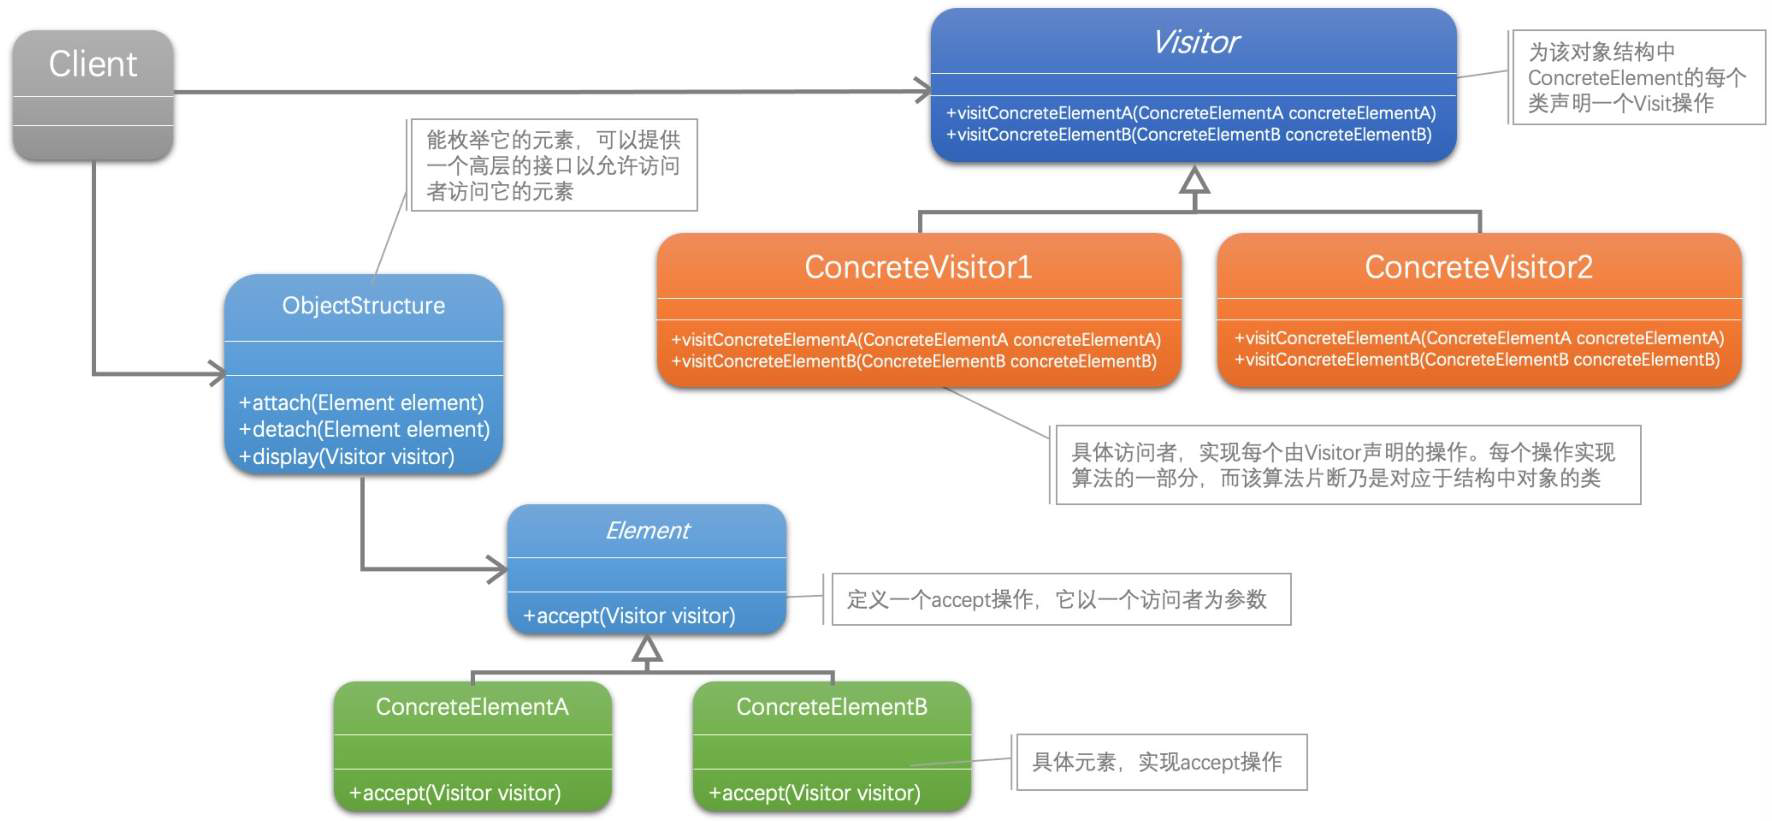 Client
Visitor
+visitConcreteElementA(ConcreteElementA concreteElementA)
+visitConcreteElementB(ConcreteElementB concreteElementB)
为该对象结构中
ConcreteElement的每个
类声明一个Visit操作
能枚举它的元素，可以提供
一个高层的接口以允许访问
者访问它的元素
ConcreteVisitor1
+visitConcreteElementA(ConcreteElementA concreteElementA)
+visitConcreteElementB(ConcreteElementB concreteElementB)
ConcreteVisitor2
+visitConcreteElementA(ConcreteElementA concreteElementA)
+visitConcreteElementB(ConcreteElementB concreteElementB)
ObjectStructure
+attach(Element element)
+detach(Element element)
+display(Visitor visitor)
具体访问者，实现每个由Visitor声明的操作。每个操作实现
算法的一部分，而该算法片断乃是对应于结构中对象的类
Element
+accept(Visitor visitor)
定义一个accept操作，它以一个访问者为参数
ConcreteElementA
+accept(Visitor visitor)
ConcreteElementB
+accept(Visitor visitor)
具体元素，实现accept操作